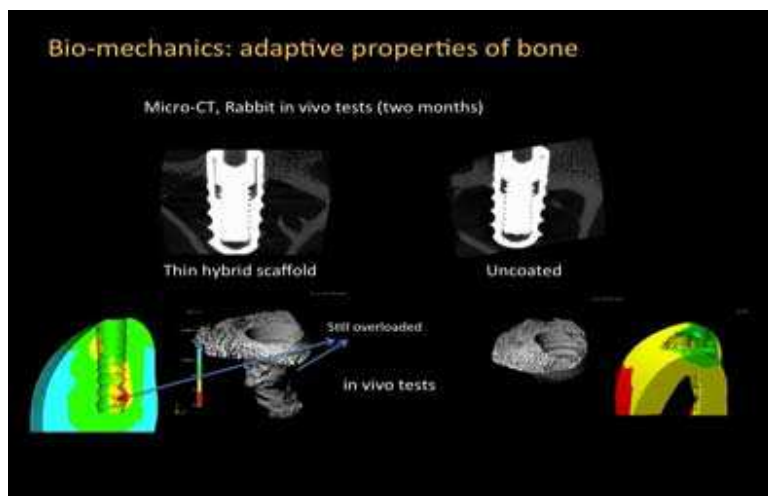 Bio-mechanics: adaptive properties of bone
Micro-CT, Rabbit in vivo tests (two months)
Thin hybrid scaffold
Uncoated
Still overloaded
in vivo tests